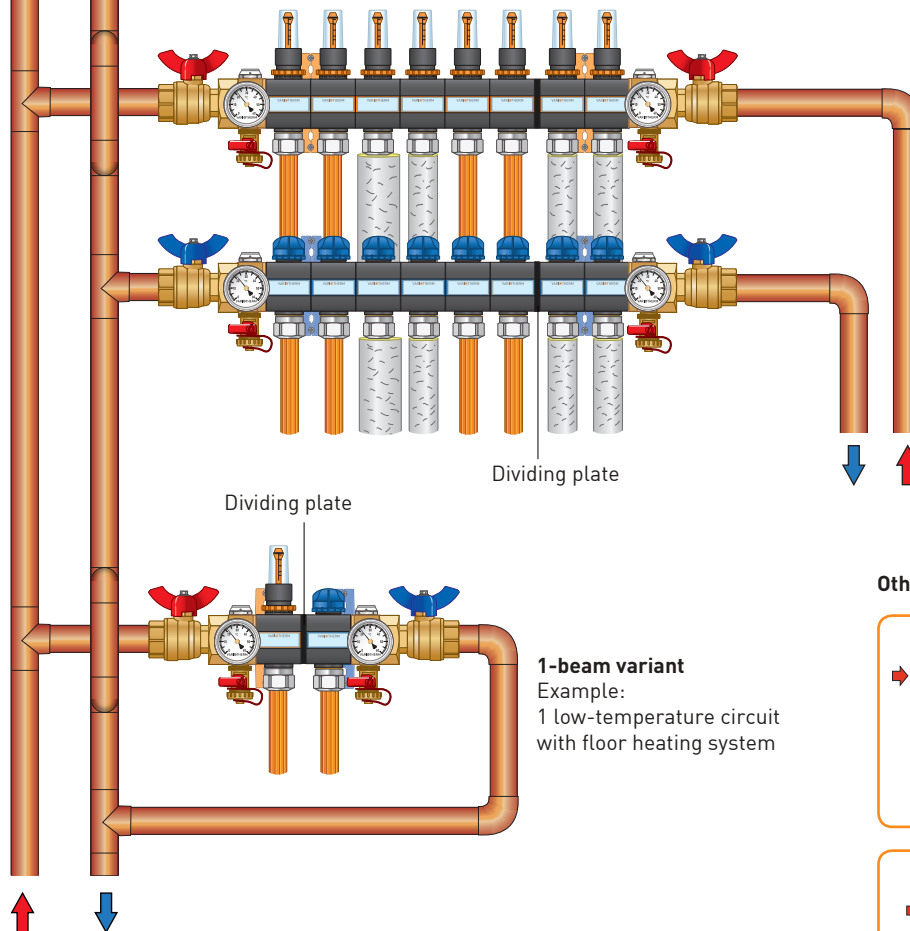 Dividing plate
Dividing plate
Oth
1-beam variant
Example:
1 low-temperature circuit
with floor heating system